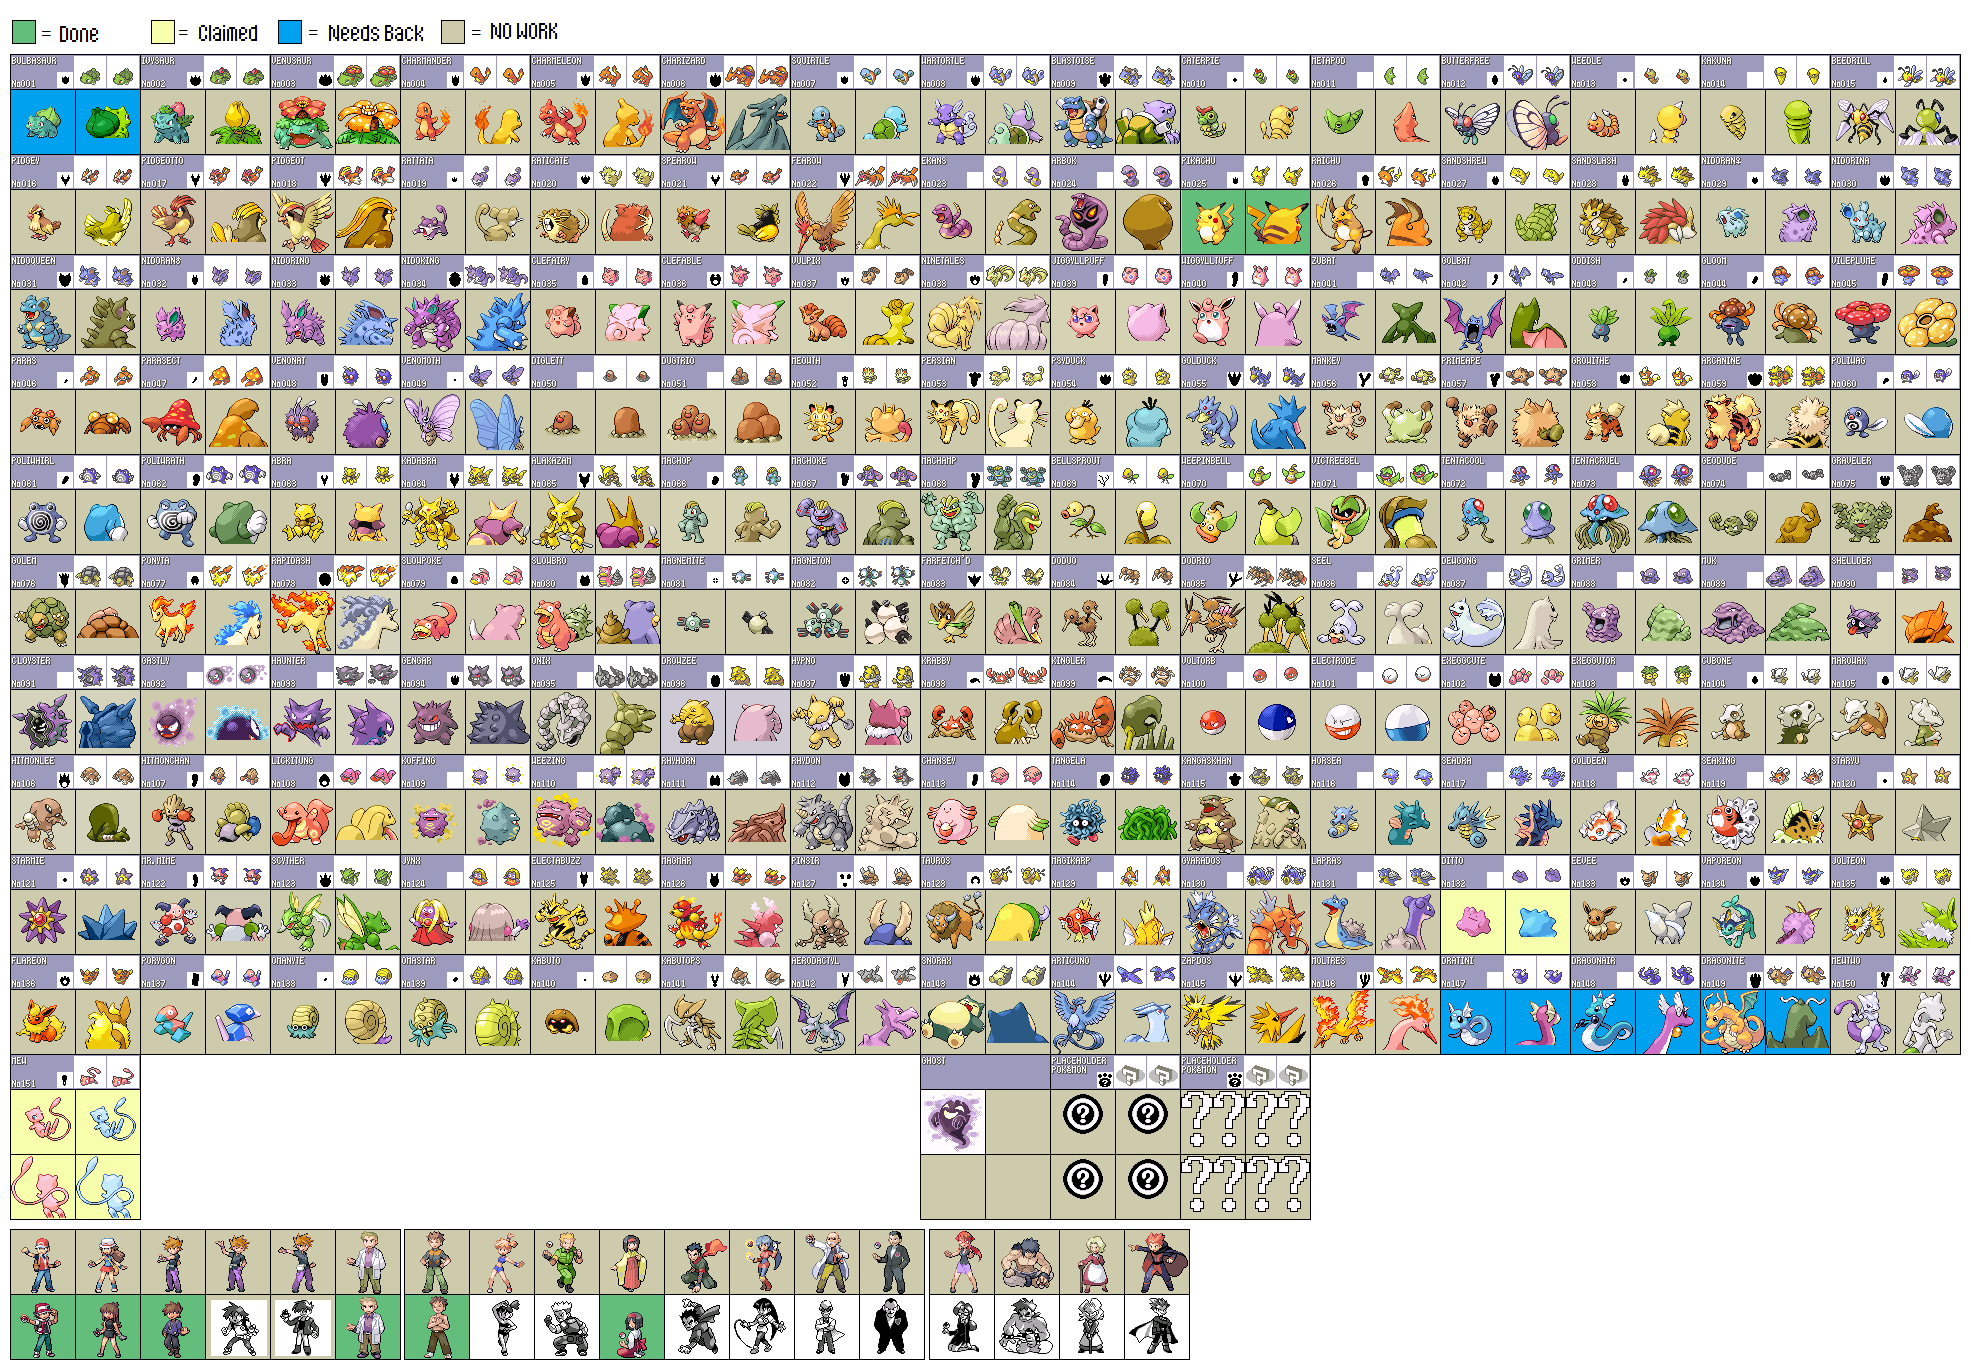 = Done
= Claimed
= Needs Back
= NO WORK
BULBASAUR IVYSAUR VENUSAUR CHARMANDER CHARMELEON CHARIZARD SQUIRTLE WARTORTLE BLASTOISE CATERPIE METAPOD BUTTERFREE WEEDLE KAKUNA BEEDRILL
No001 No002 No003 No004 No005 No006 No007 No008 No009 No010 No011 No012 No013 No014 No015
PIDGEY PIDGEOTTO PIDGEOT RATTATA RATICATE SPEAROW FEAROW EKANS ARBOK PIKACHU RAICHU SANDSHREW SANDSLASH NIDORAN♀ NIDORINA
No016 No017 No018 No019 No020 No021 No022 No023 No024 No025 No026 No027 No028 No029 No030
NIDOQUEEN NIDORAN♂ NIDORINO NIDOKING CLEFAIRY CLEFABLE VULPIX NINETALES JIGGYLLPUFF WIGGYLLTUFF ZUBAT GOLBAT ODDISH GLOOM VILEPLUME
No031 No032 No033 No034 No035 No036 No037 No038 No039 No040 No041 No042 No043 No044 No045
PARAS PARASECT VENONAT VENOMOTH DIGLETT DUGTRIO MEOWTH PERSIAN PSYDUCK GOLDUCK MANKEY PRIMEAPE GROWITHE ARCANINE POLIWAG
No046 No047 No048 No049 No050 No051 No052 No053 No054 No055 No056 No057 No058 No059 No060
POLIWHIRL POLIWRATH ABRA KADABRA ALAKAZAM MACHOP MACHOKE MACHAMP BELLSPROUT WEEPINBELL VICTREEBEL TENTACOOL TENTACRUEL GEODUDE GRAVELER
No061 No062 No063 No064 No065 No066 No067 No068 No069 No070 No071 No072 No073 No074 No075
GOLEM PONYTA RAPIDASH SLOWPOKE SLOWBRO MAGNEMITE MAGNETON FARFETCH'D DODUO DODRIO SEEL DEWGONG GRIMER MUK SHELLDER
No076 No077 No078 No079 No080 No081 No082 No083 No084 No085 No086 No087 No088 No089 No090
CLOYSTER GASTLY HAUNTER GENGAR ONIX DROWZEE HYPNO KRABBY KINGLER VOLTORB ELECTRODE EXEGGCUTE EXEGGUTOR CUBONE MAROWAK
No091 No092 No093 No094 No095 No096 No097 No098 No099 No100 No101 No102 No103 No104 No105
HITMONLEE HITMONCHAN LICKITUNG KOFFING WEEZING RHYHORN RHYDON CHANSEY TANGELA KANGASKHAN HORSEA SEADRA GOLDEEN SEAKING STARYU
No106 No107 No108 No109 No110 No111 No112 No113 No114 No115 No116 No117 No118 No119 No120
STARMIE MR.MIME SCYTHER JYNX ELECTABUZZ MAGMAR PINSIR TAUROS MAGIKARP GYARADOS LAPRAS DITTO EEVEE VAPOREON JOLTEON
No121 No122 No123 No124 No125 No126 No127 No128 No129 No130 No131 No132 No133 No134 No135
FLAREON PORYGON OMANYTE OMASTAR KABUTO KABUTOPS AERODACTYL SNORAX ARTICUNO ZAPDOS MOLTRES DRATINI DRAGONAIR DRAGONITE MEWTWO
No136 No137 No138 No139 No140 No141 No142 No143 No144 No145 No146 No147 No148 No149 No150
MEW GHOST PLACEHOLDER PLACEHOLDER
POKéMON POKéMON
No151
? ? ? ?
? ? ? ? ? ?
? ? ? ? ? ?